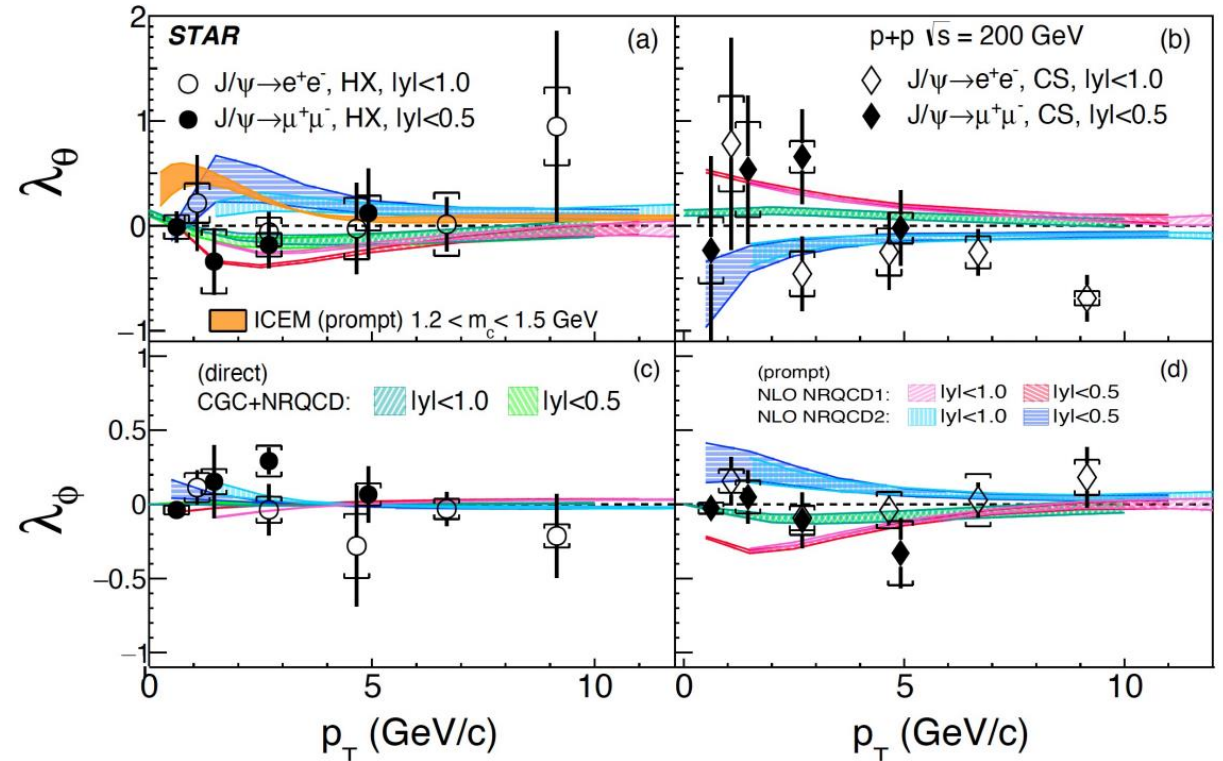 2
STAR
(a)
J/ψ→e⁺e⁻, HX, |y|<1.0
J/ψ→μ⁺μ⁻, HX, |y|<0.5
p+p √s = 200 GeV
(b)
J/ψ→e⁺e⁻, CS, |y|<1.0
J/ψ→μ⁺μ⁻, CS, |y|<0.5
1
λθ
0
ICEM (prompt) 1.2 < m_c < 1.5 GeV
−1
1
(c)
(direct)
CGC+NRQCD: |y|<1.0 |y|<0.5
(d)
(prompt)
NLO NRQCD1: |y|<1.0 |y|<0.5
NLO NRQCD2: |y|<1.0 |y|<0.5
0.5
λϕ
0
−0.5
−1
0 5 10 0 5 10
p_T (GeV/c) p_T (GeV/c)